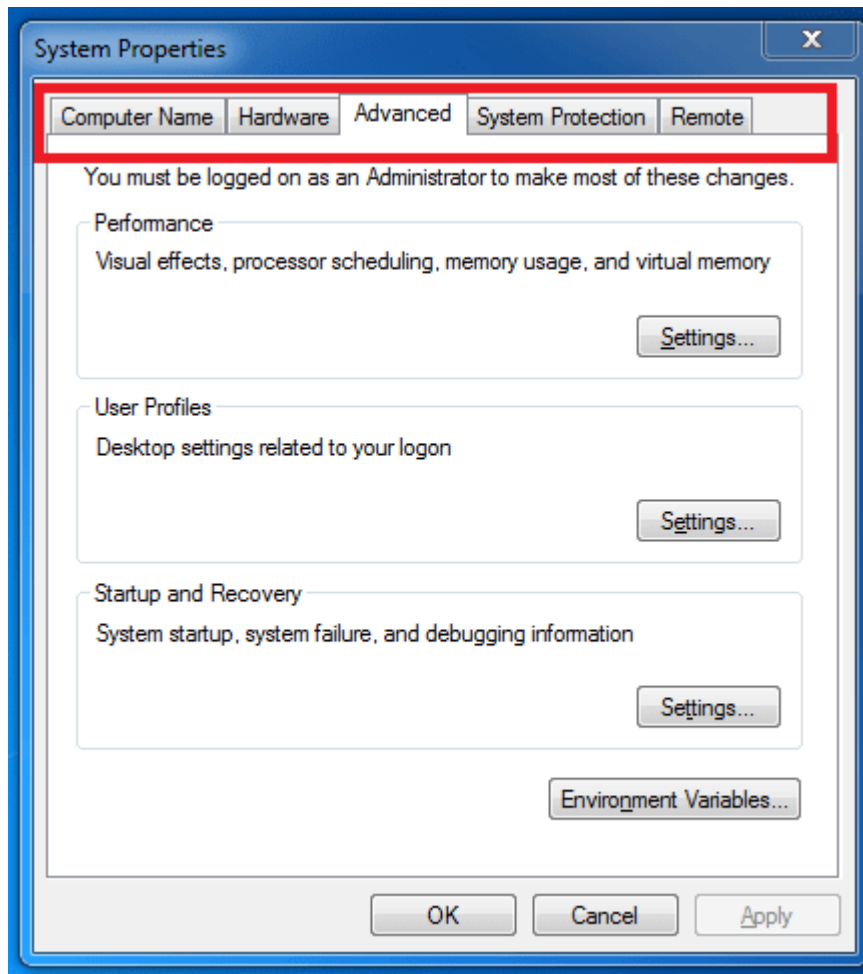 System Properties
Computer Name Hardware Advanced System Protection Remote
You must be logged on as an Administrator to make most of these changes.
Performance
Visual effects, processor scheduling, memory usage, and virtual memory
Settings...
User Profiles
Desktop settings related to your logon
Settings...
Startup and Recovery
System startup, system failure, and debugging information
Settings...
Environment Variables...
OK Cancel Apply